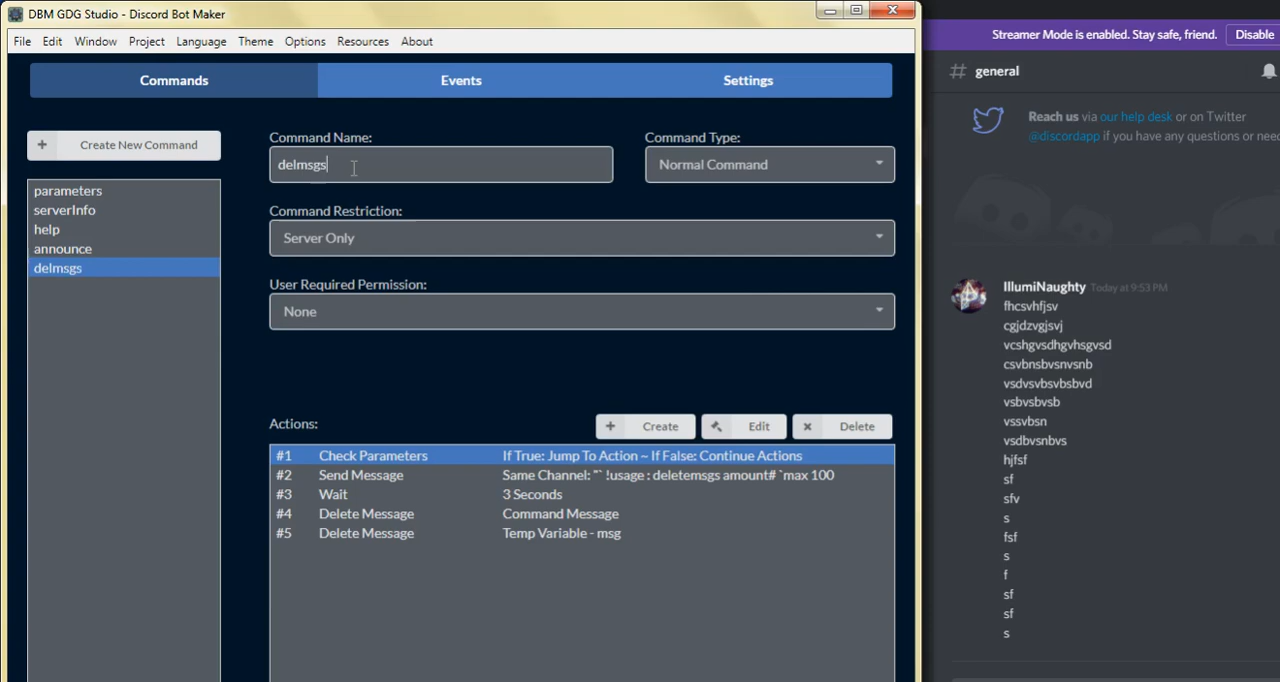 DBM GDG Studio - Discord Bot Maker
File Edit Window Project Language Theme Options Resources About
Commands Events Settings
+ Create New Command
parameters
serverInfo
help
announce
delmsgs
Command Name:
delmsgs
Command Type:
Normal Command
Command Restriction:
Server Only
User Required Permission:
None
Actions:
+ Create Edit × Delete
#1 Check Parameters If True: Jump To Action ~ If False: Continue Actions
#2 Send Message Same Channel: "` !usage : deletemsgs amount# `max 100
#3 Wait 3 Seconds
#4 Delete Message Command Message
#5 Delete Message Temp Variable - msg
Streamer Mode is enabled. Stay safe, friend. Disable
# general
Reach us via our help desk or on Twitter
@discordapp if you have any questions or need
IllumiNaughty Today at 9:53 PM
fhcsvhfjsv
cgjdzvgjsvj
vcshgvsdhgvhsgvsd
csvbnsbvsnvsnb
vsdvsvbsvbsbvd
vsbvsbvsb
vssvbsn
vsdbvsnbvs
hjfsf
sf
sfv
s
fsf
s
f
sf
sf
s